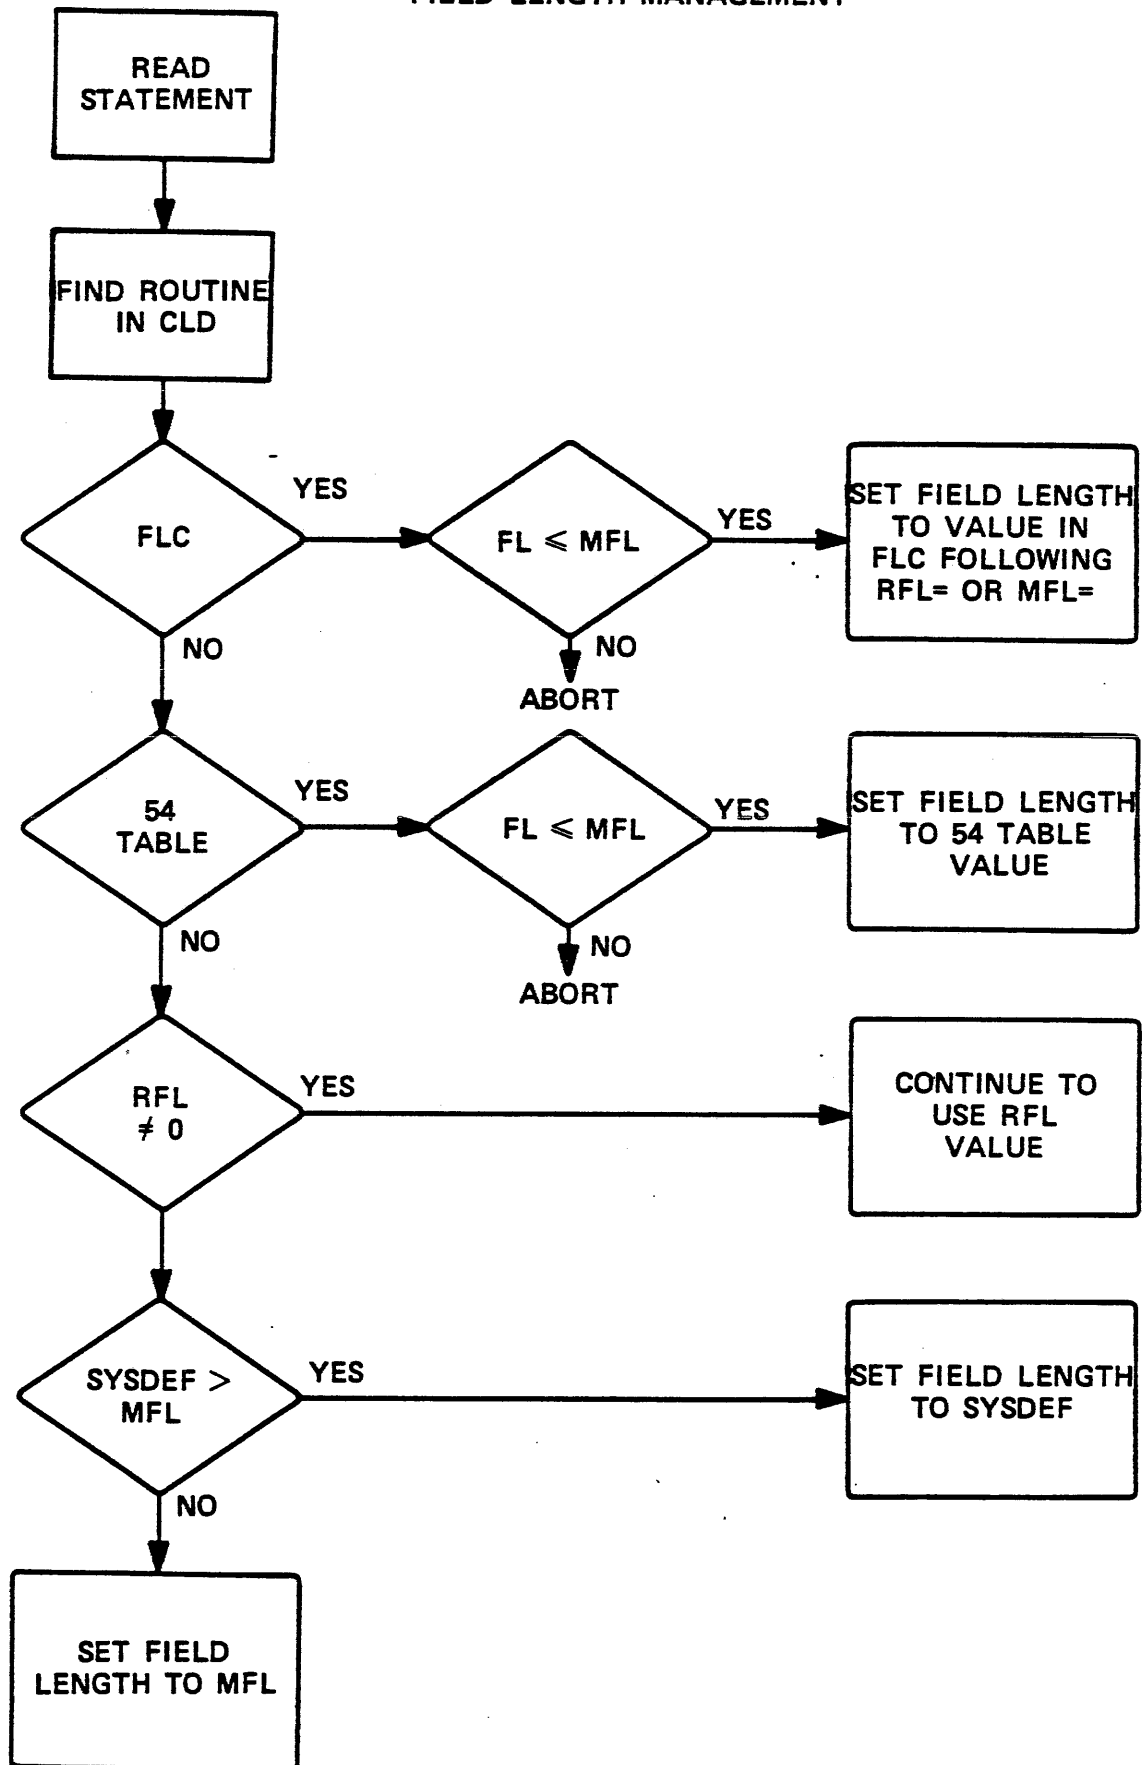 FIELD LENGTH MANAGEMENT
READ
STATEMENT
FIND ROUTINE
IN CLD
FLC
YES
NO
FL ⩽ MFL
YES
NO
ABORT
SET FIELD LENGTH
TO VALUE IN
FLC FOLLOWING
RFL= OR MFL=
54
TABLE
YES
NO
FL ⩽ MFL
YES
NO
ABORT
SET FIELD LENGTH
TO 54 TABLE
VALUE
RFL
≠ 0
YES
CONTINUE TO
USE RFL
VALUE
SYSDEF >
MFL
YES
NO
SET FIELD LENGTH
TO SYSDEF
SET FIELD
LENGTH TO MFL